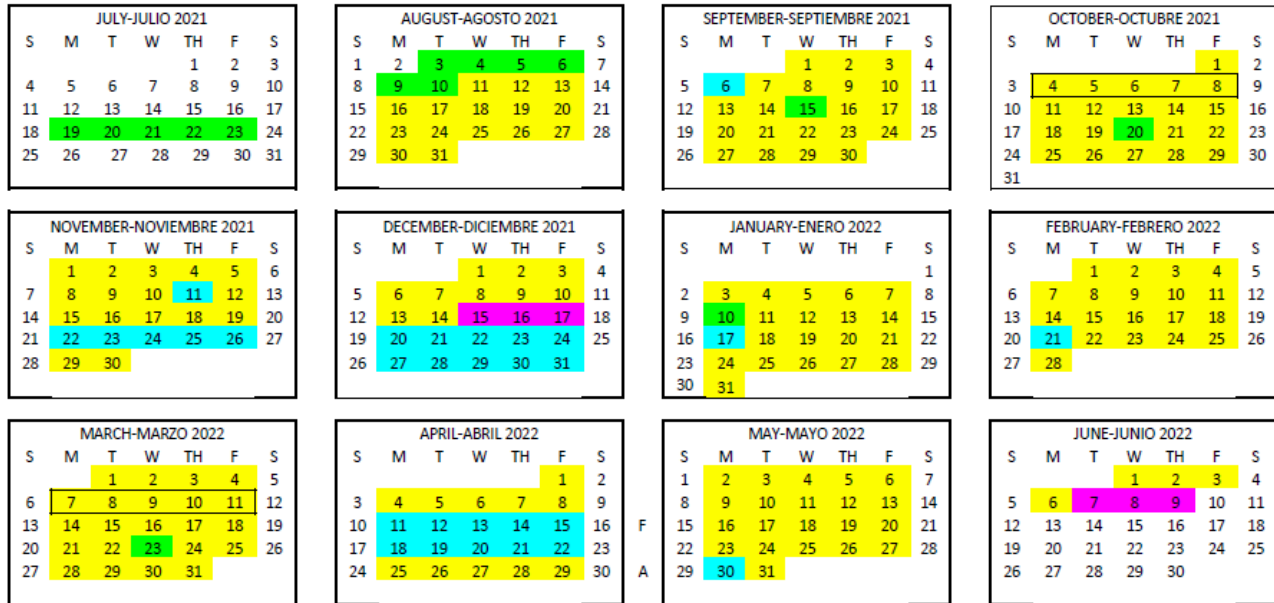 JULY-JULIO 2021
S M T W TH F S
1 2 3
4 5 6 7 8 9 10
11 12 13 14 15 16 17
18 19 20 21 22 23 24
25 26 27 28 29 30 31
AUGUST-AGOSTO 2021
S M T W TH F S
1 2 3 4 5 6 7
8 9 10 11 12 13 14
15 16 17 18 19 20 21
22 23 24 25 26 27 28
29 30 31
SEPTEMBER-SEPTIEMBRE 2021
S M T W TH F S
1 2 3 4
5 6 7 8 9 10 11
12 13 14 15 16 17 18
19 20 21 22 23 24 25
26 27 28 29 30
OCTOBER-OCTUBRE 2021
S M T W TH F S
1 2
3 4 5 6 7 8 9
10 11 12 13 14 15 16
17 18 19 20 21 22 23
24 25 26 27 28 29 30
31
NOVEMBER-NOVIEMBRE 2021
S M T W TH F S
1 2 3 4 5 6
7 8 9 10 11 12 13
14 15 16 17 18 19 20
21 22 23 24 25 26 27
28 29 30
DECEMBER-DICIEMBRE 2021
S M T W TH F S
1 2 3 4
5 6 7 8 9 10 11
12 13 14 15 16 17 18
19 20 21 22 23 24 25
26 27 28 29 30 31
JANUARY-ENERO 2022
S M T W TH F S
1
2 3 4 5 6 7 8
9 10 11 12 13 14 15
16 17 18 19 20 21 22
23 24 25 26 27 28 29
30 31
FEBRUARY-FEBRERO 2022
S M T W TH F S
1 2 3 4 5
6 7 8 9 10 11 12
13 14 15 16 17 18 19
20 21 22 23 24 25 26
27 28
MARCH-MARZO 2022
S M T W TH F S
1 2 3 4 5
6 7 8 9 10 11 12
13 14 15 16 17 18 19
20 21 22 23 24 25 26
27 28 29 30 31
APRIL-ABRIL 2022
S M T W TH F S
1 2
3 4 5 6 7 8 9
10 11 12 13 14 15 16
17 18 19 20 21 22 23
24 25 26 27 28 29 30
F
A
MAY-MAYO 2022
S M T W TH F S
1 2 3 4 5 6 7
8 9 10 11 12 13 14
15 16 17 18 19 20 21
22 23 24 25 26 27 28
29 30 31
JUNE-JUNIO 2022
S M T W TH F S
1 2 3 4
5 6 7 8 9 10 11
12 13 14 15 16 17 18
19 20 21 22 23 24 25
26 27 28 29 30